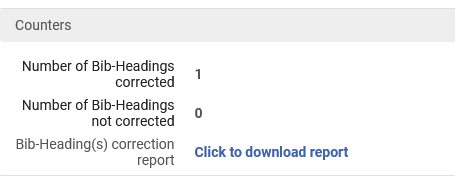 Counters
Number of Bib-Headings
corrected
1
Number of Bib-Headings
not corrected
0
Bib-Heading(s) correction
report
Click to download report